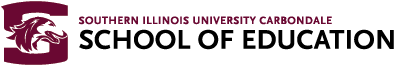 SOUTHERN ILLINOIS UNIVERSITY CARBONDALE
SCHOOL OF EDUCATION